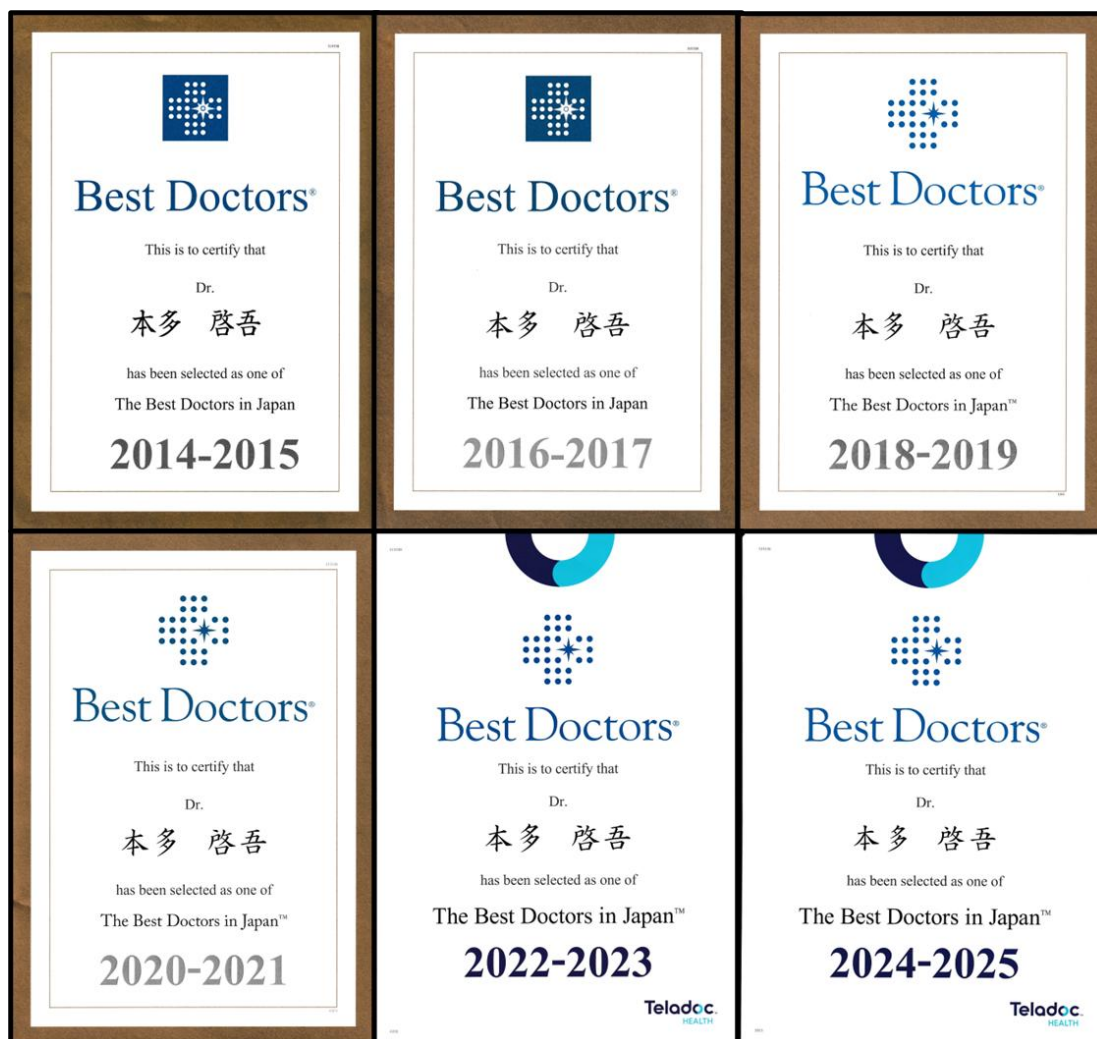 Best Doctors®
This is to certify that
Dr.
本多 啓吾
has been selected as one of
The Best Doctors in Japan
2014-2015
Best Doctors®
This is to certify that
Dr.
本多 啓吾
has been selected as one of
The Best Doctors in Japan
2016-2017
Best Doctors®
This is to certify that
Dr.
本多 啓吾
has been selected as one of
The Best Doctors in Japan™
2018-2019
Best Doctors®
This is to certify that
Dr.
本多 啓吾
has been selected as one of
The Best Doctors in Japan™
2020-2021
Best Doctors®
This is to certify that
Dr.
本多 啓吾
has been selected as one of
The Best Doctors in Japan™
2022-2023
Teladoc™
HEALTH
Best Doctors®
This is to certify that
Dr.
本多 啓吾
has been selected as one of
The Best Doctors in Japan™
2024-2025
Teladoc™
HEALTH